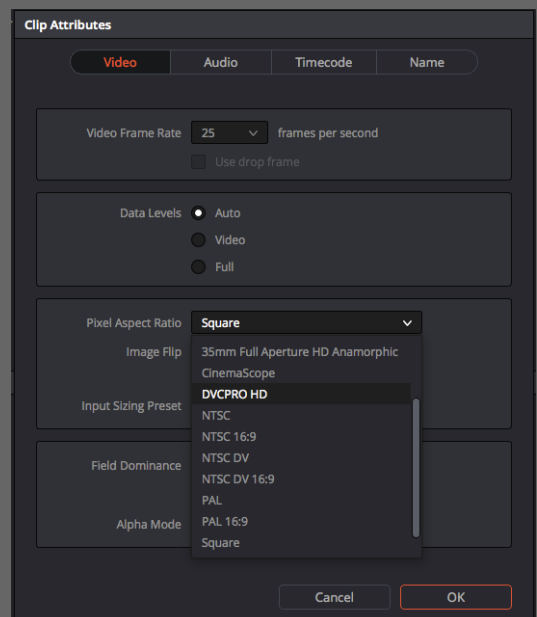 Clip Attributes
Video Audio Timecode Name
Video Frame Rate 25 frames per second
Use drop frame
Data Levels Auto
Video
Full
Pixel Aspect Ratio Square
Image Flip 35mm Full Aperture HD Anamorphic
CinemaScope
DVCPRO HD
Input Sizing Preset
NTSC
NTSC 16:9
Field Dominance NTSC DV
NTSC DV 16:9
PAL
Alpha Mode PAL 16:9
Square
Cancel OK